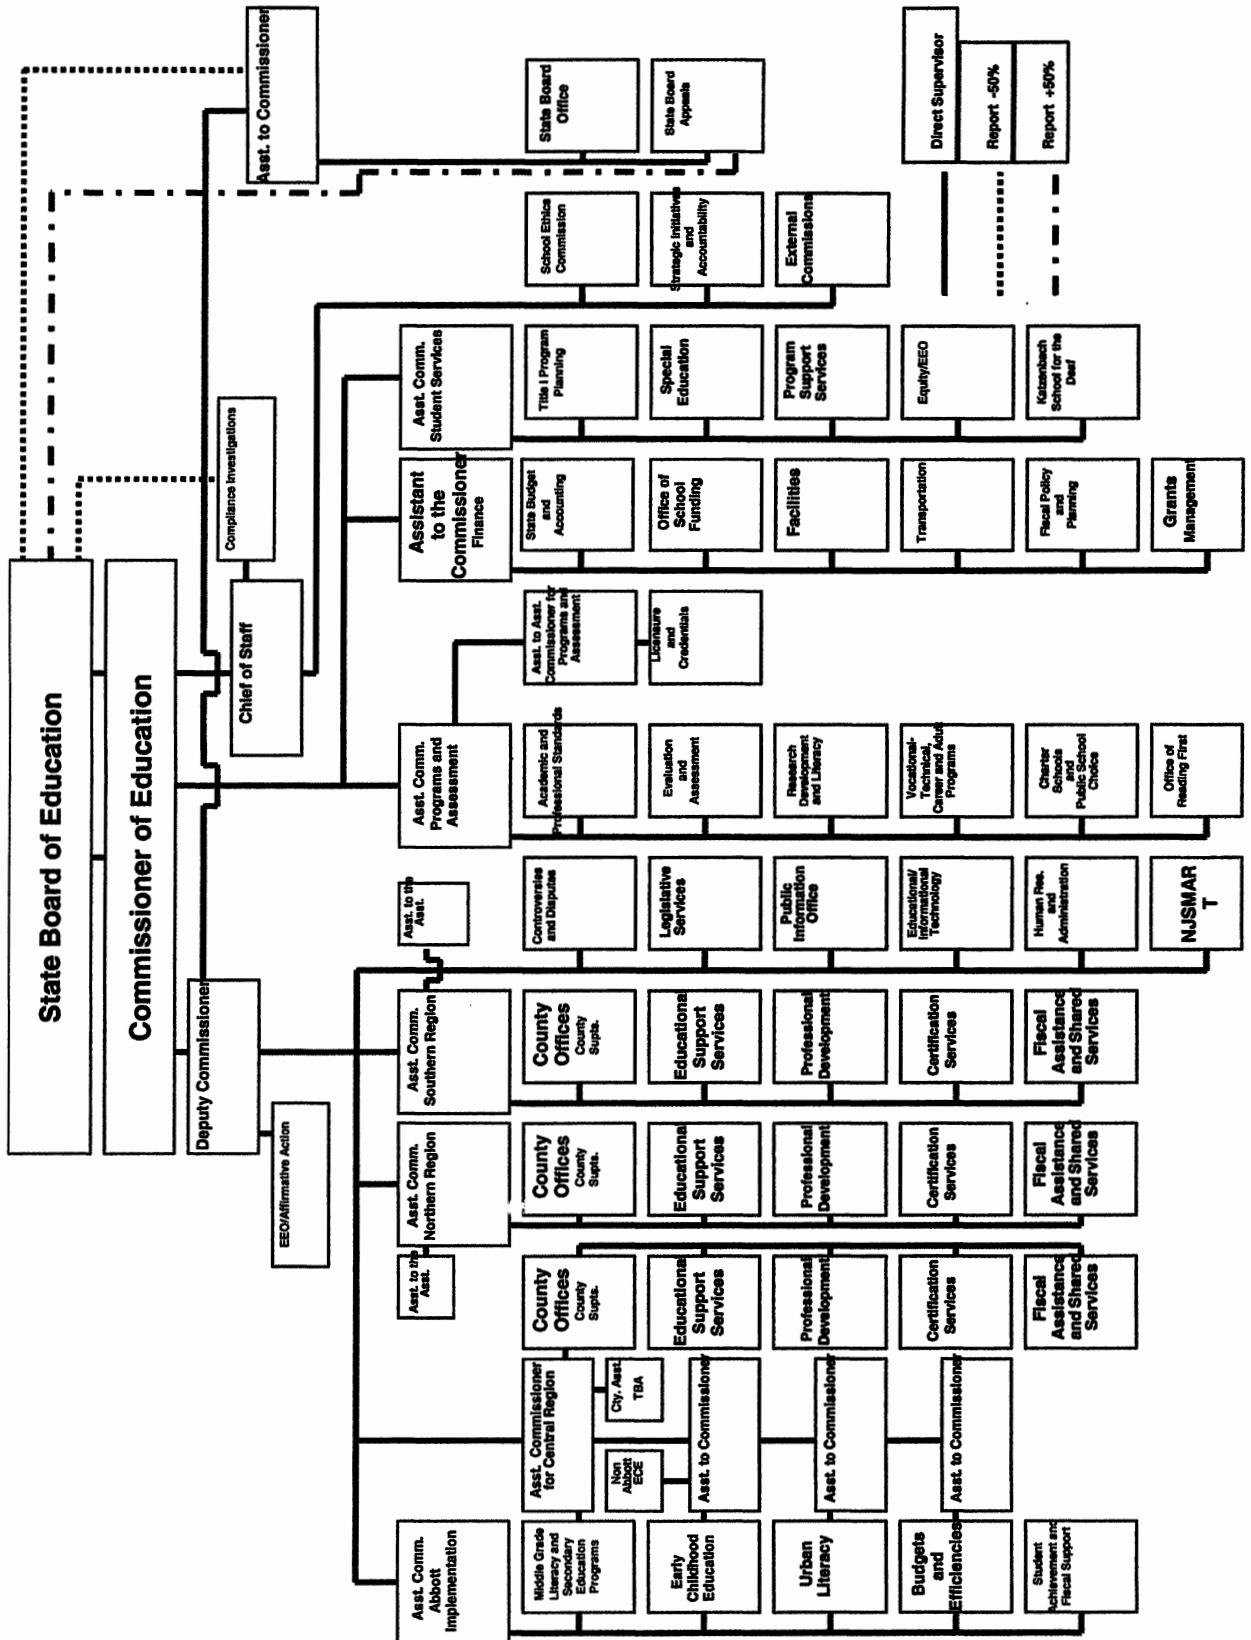 State Board of Education
Commissioner of Education
Deputy Commissioner
EEO/Affirmative Action
Chief of Staff
Compliance Investigations
Asst. to Commissioner
Asst. Comm.
Abbott
Implementation
Middle Grade
Literacy and
Secondary
Education
Programs
Early
Childhood
Education
Urban
Literacy
Budgets
and
Efficiencies
Student
Achievement and
Fiscal Support
Asst. Commissioner
for Central Region
Cty. Asst.
TBA
Non
Abbott
ECE
Asst. to Commissioner
Asst. to Commissioner
Asst. to Commissioner
County
Offices
County
Supts.
Educational
Support
Services
Professional
Development
Certification
Services
Fiscal
Assistance
and Shared
Services
Asst. to the
Asst.
Asst. Comm.
Northern Region
County
Offices
County
Supts.
Educational
Support
Services
Professional
Development
Certification
Services
Fiscal
Assistance
and Shared
Services
Asst. Comm.
Southern Region
County
Offices
County
Supts.
Educational
Support
Services
Professional
Development
Certification
Services
Fiscal
Assistance
and Shared
Services
Asst. to the
Asst.
Controversies
and Disputes
Legislative
Services
Public
Information
Office
Educational/
Informational
Technology
Human Res.
and
Administration
NJSMAR
T
Asst. Comm.
Programs and
Assessment
Academic and
Professional Standards
Evaluation
and
Assessment
Research
Development
and Literacy
Vocational-
Technical,
Career and Adult
Programs
Charter
Schools
and
Public School
Choice
Office of
Reading First
Asst. to Asst.
Commissioner for
Programs and
Assessment
Licensure
and
Credentials
Assistant
to the
Commissioner
Finance
State Budget
and
Accounting
Office of
School
Funding
Facilities
Transportation
Fiscal Policy
and
Planning
Grants
Management
Asst. Comm.
Student Services
Title I Program
Planning
Special
Education
Program
Support
Services
Equity/EEO
Katzenbach
School for the
Deaf
School Ethics
Commission
Strategic Initiatives
and
Accountability
External
Commissions
State Board
Office
State Board
Appeals
Direct Supervisor
Report -50%
Report +50%